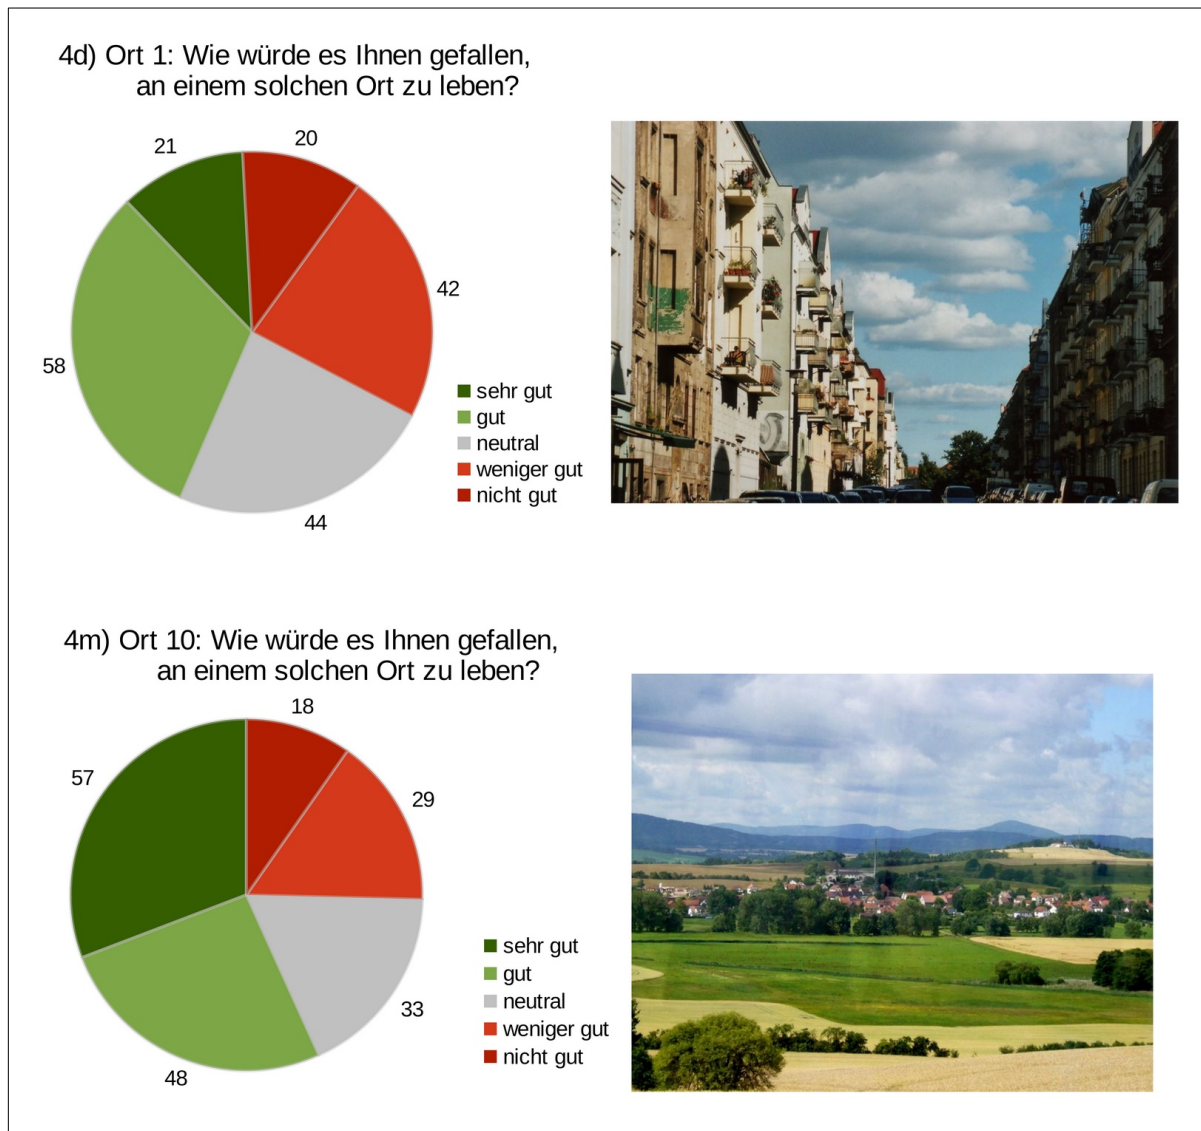 4d) Ort 1: Wie würde es Ihnen gefallen,
an einem solchen Ort zu leben?
21
20
42
58
44
sehr gut
gut
neutral
weniger gut
nicht gut
4m) Ort 10: Wie würde es Ihnen gefallen,
an einem solchen Ort zu leben?
18
57
29
33
48
sehr gut
gut
neutral
weniger gut
nicht gut